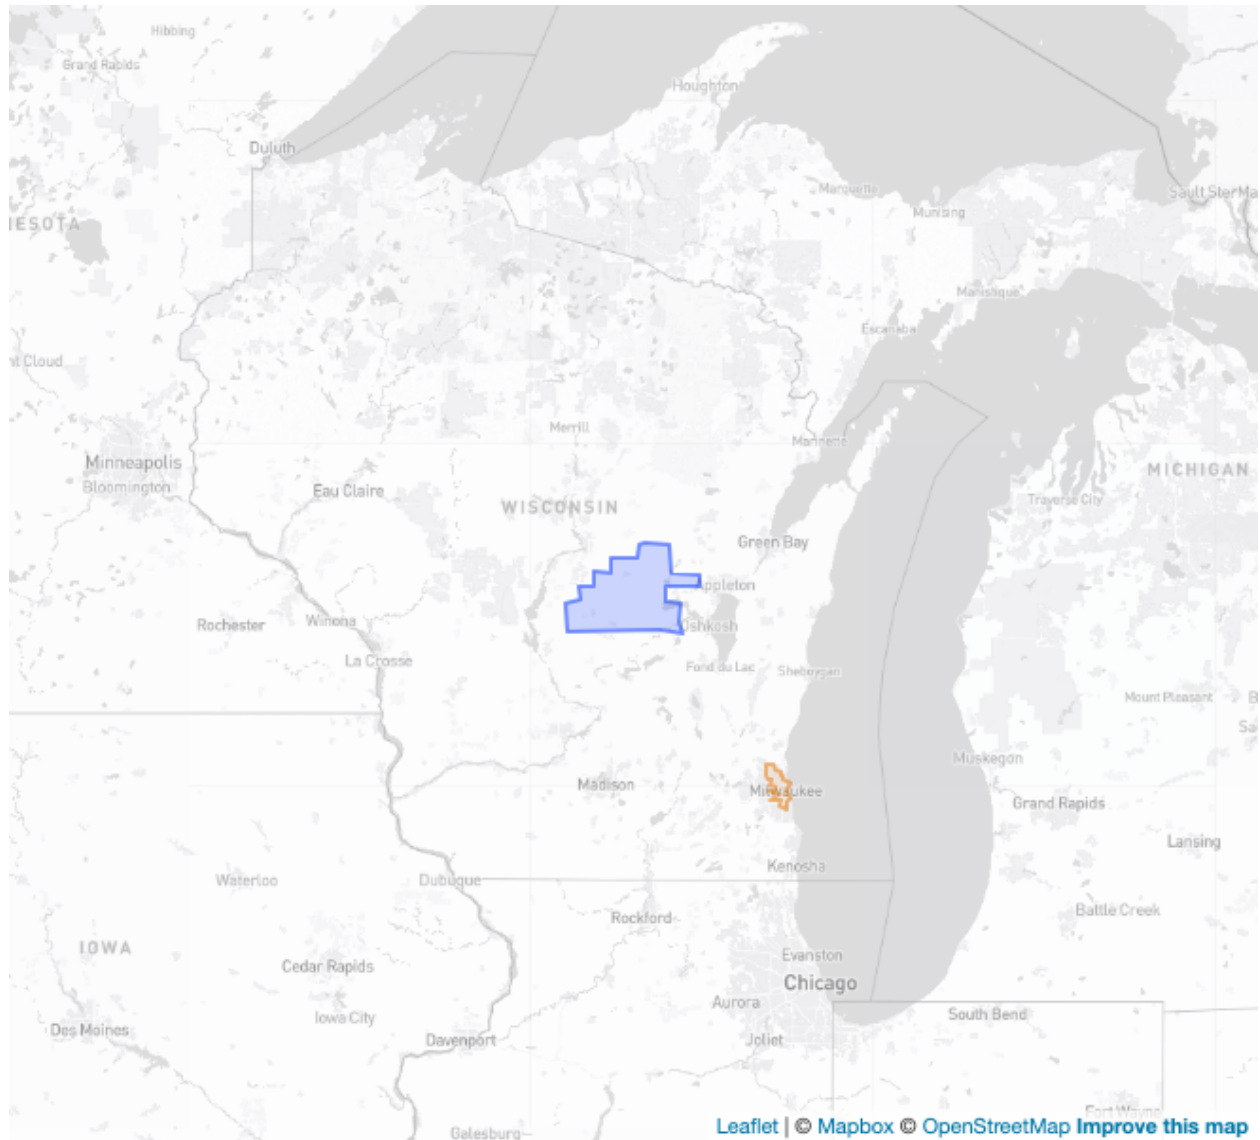 Hibbing
Grand Rapids
Houghton
Duluth
Marquette
Sault Ste
Munising
NESOTA
Manistique
Escanaba
nt Cloud
Merrill
Marinette
Minneapolis
MICHIGAN
Bloomington
Eau Claire
Traverse City
WISCONSIN
Green Bay
Appleton
Rochester
Winona
Oshkosh
La Crosse
Fond du Lac
Sheboygan
Mount Pleasant
B
Sa
Muskegon
Madison
Milwaukee
Grand Rapids
Lansing
Kenosha
Waterloo
Dubuque
Rockford
Battle Creek
IOWA
Evanston
Cedar Rapids
Chicago
Aurora
Iowa City
South Bend
Des Moines
Davenport
Joliet
Fort Wayne
Leaflet | © Mapbox © OpenStreetMap Improve this map
Galesburg